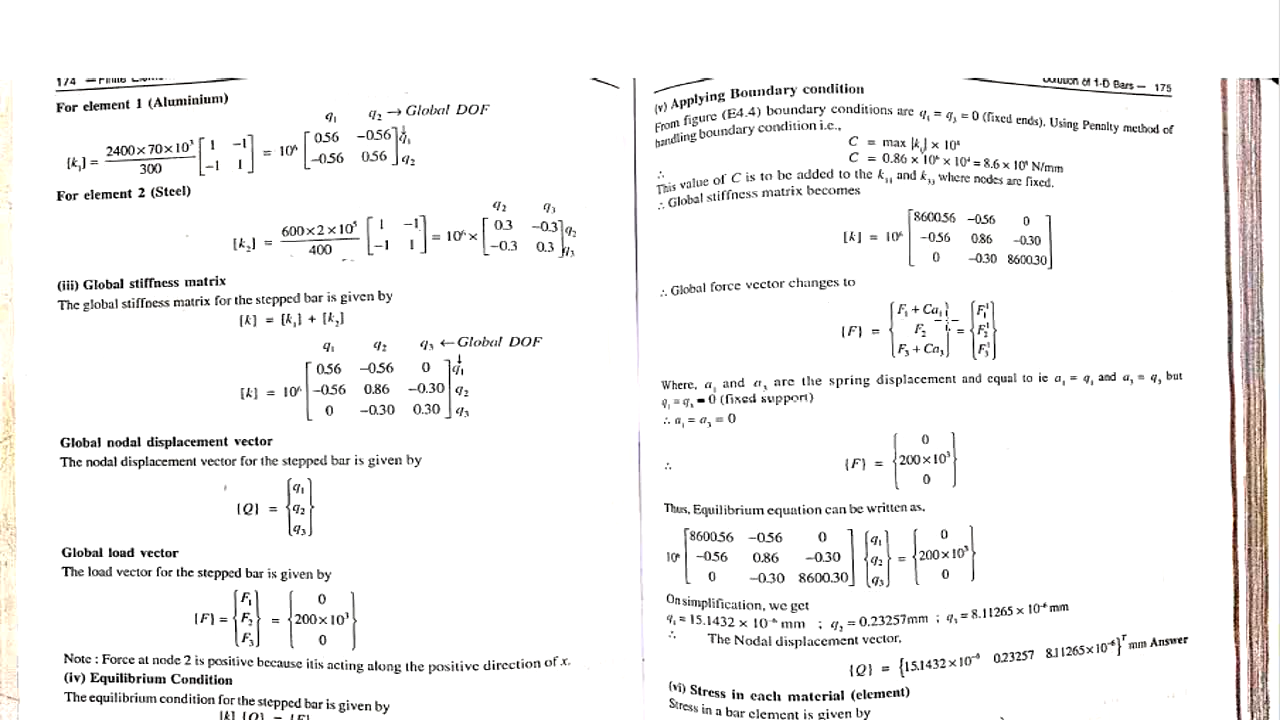 174
For element 1 (Aluminium)
q₁ q₂ → Global DOF
[k₁] = 2400×70×10³/300 [1 −1; −1 1] = 10⁶ [0.56 −0.56; −0.56 0.56] q₁ q₂
For element 2 (Steel)
q₂ q₃
[k₂] = 600×2×10⁵/400 [1 −1; −1 1] = 10⁶ × [0.3 −0.3; −0.3 0.3] q₂ q₃
(iii) Global stiffness matrix
The global stiffness matrix for the stepped bar is given by
[k] = [k₁] + [k₂]
q₁ q₂ q₃ ← Global DOF
[k] = 10⁶ [0.56 −0.56 0; −0.56 0.86 −0.30; 0 −0.30 0.30] q₁ q₂ q₃
Global nodal displacement vector
The nodal displacement vector for the stepped bar is given by
{Q} = {q₁; q₂; q₃}
Global load vector
The load vector for the stepped bar is given by
{F} = {F₁; F₂; F₃} = {0; 200×10³; 0}
Note : Force at node 2 is positive because itis acting along the positive direction of x.
(iv) Equilibrium Condition
The equilibrium condition for the stepped bar is given by
[k] {Q} = {F}
of 1-D Bars — 175
(v) Applying Boundary condition
From figure (E4.4) boundary conditions are q₁ = q₃ = 0 (fixed ends). Using Penalty method of
handling boundary condition i.e.,
C = max |kᵢⱼ| × 10⁴
∴ C = 0.86 × 10⁶ × 10⁴ = 8.6 × 10⁹ N/mm
This value of C is to be added to the k₁₁ and k₃₃ where nodes are fixed.
∴ Global stiffness matrix becomes
[k] = 10⁶ [8600.56 −0.56 0; −0.56 0.86 −0.30; 0 −0.30 8600.30]
∴ Global force vector changes to
{F} = {F₁ + Ca₁; F₂; F₃ + Ca₃} = {F₁¹; F₂¹; F₃¹}
Where, a₁ and a₃ are the spring displacement and equal to ie a₁ = q₁ and a₃ = q₃ but
q₁ = q₃ = 0 (fixed support)
∴ a₁ = a₃ = 0
∴ {F} = {0; 200×10³; 0}
Thus, Equilibrium equation can be written as,
10⁶ [8600.56 −0.56 0; −0.56 0.86 −0.30; 0 −0.30 8600.30] {q₁; q₂; q₃} = {0; 200×10³; 0}
On simplification, we get
q₁ = 15.1432 × 10⁻⁶ mm ; q₂ = 0.23257mm ; q₃ = 8.11265 × 10⁻⁶ mm
∴ The Nodal displacement vector,
{Q} = {15.1432×10⁻⁶ 0.23257 8.11265×10⁻⁶}ᵀ mm Answer
(vi) Stress in each material (element)
Stress in a bar element is given by